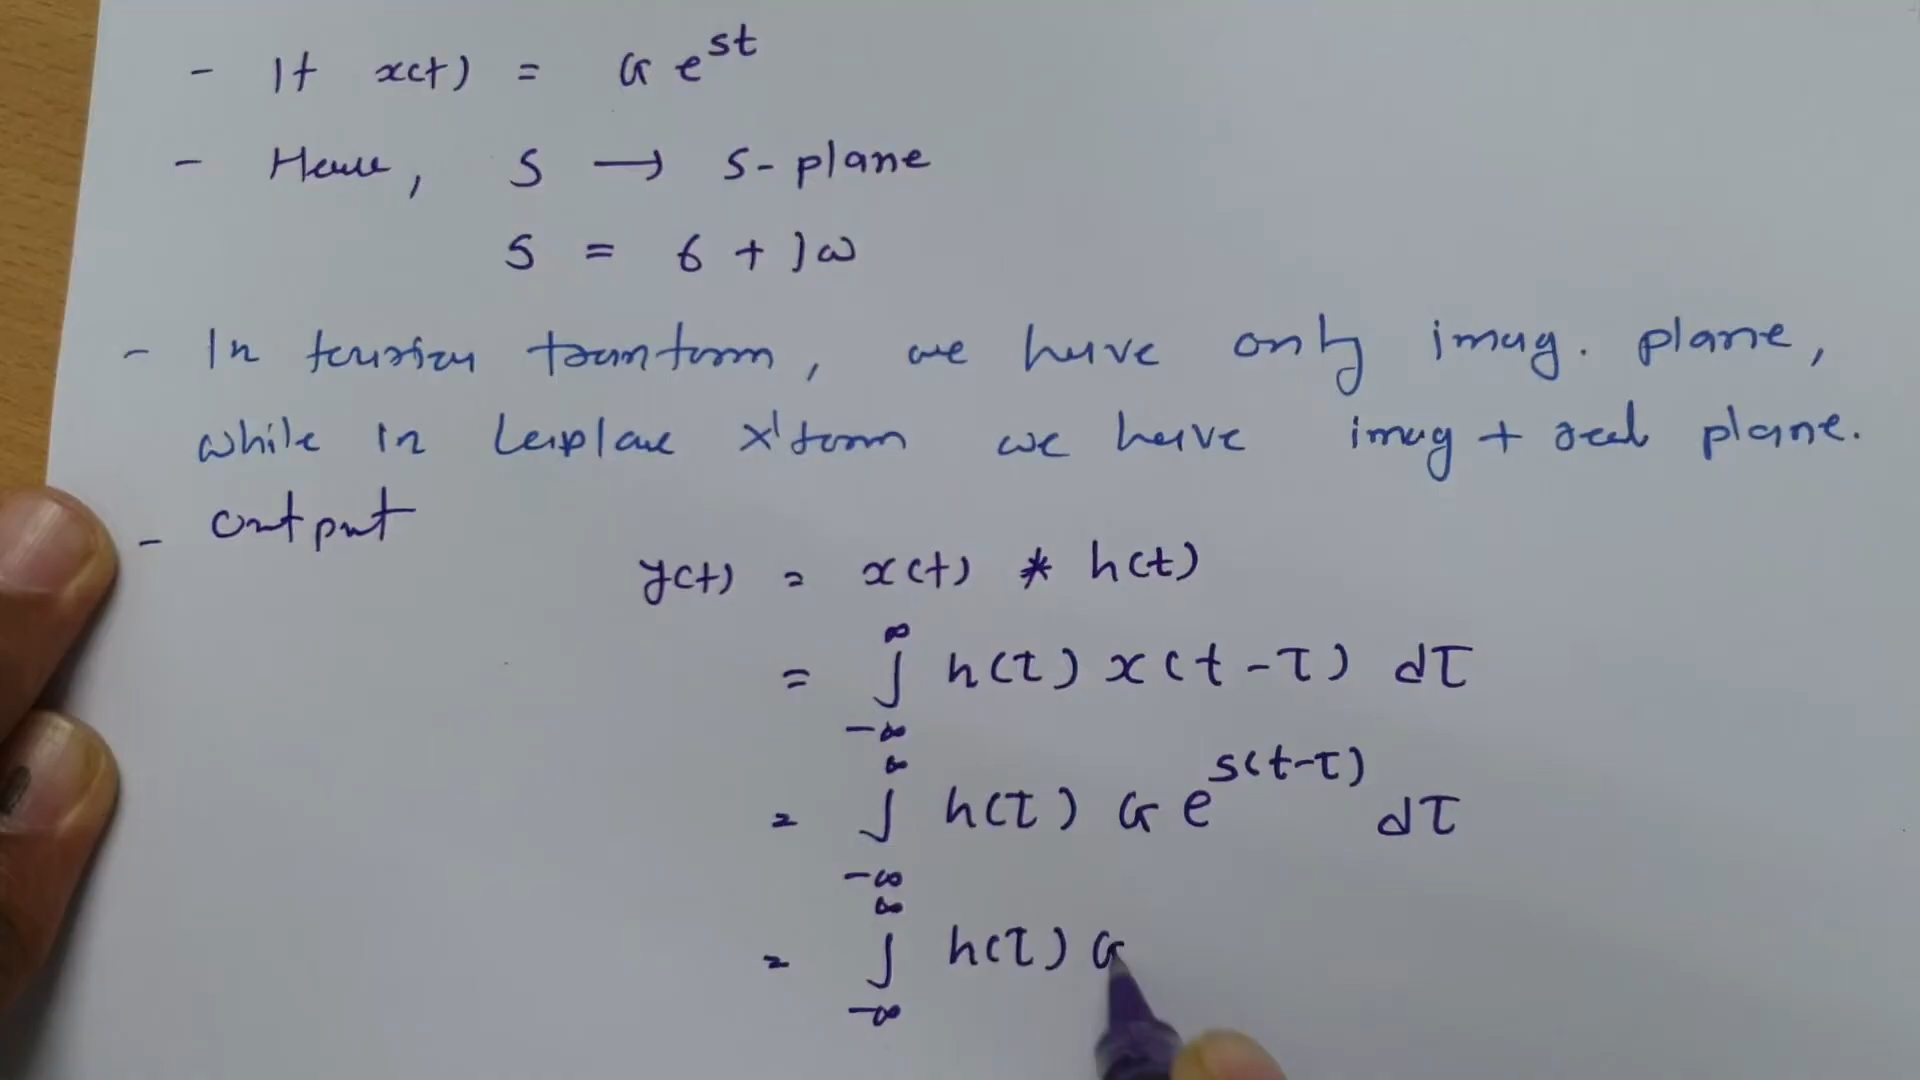 - If x(t) = G e^st
- Here, s → s-plane
s = σ + jω
- In fourier transform, we have only imag. plane,
while in Laplace x'form we have imag + real plane.
- output
y(t) = x(t) * h(t)
= ∫_{-∞}^{∞} h(τ) x(t-τ) dτ
= ∫_{-∞}^{∞} h(τ) G e^{s(t-τ)} dτ
= ∫_{-∞}^{∞} h(τ) G